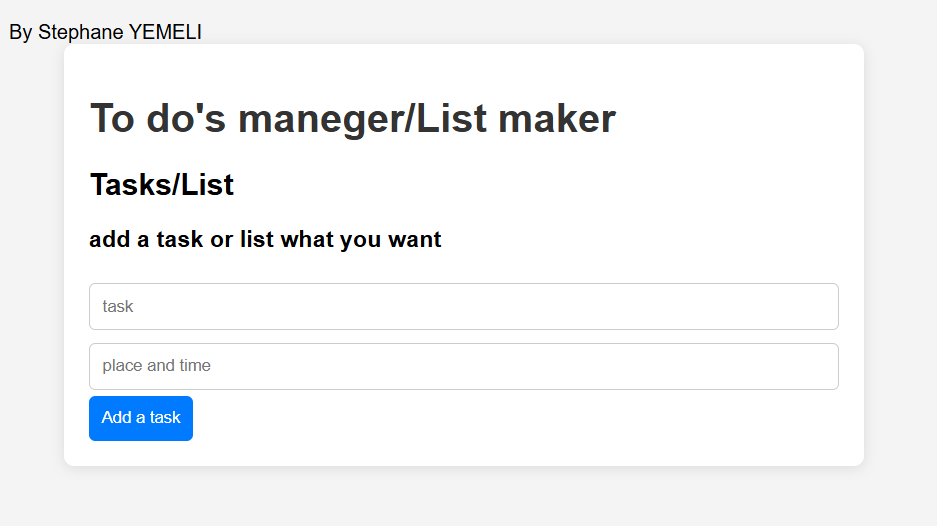 By Stephane YEMELI
To do's maneger/List maker
Tasks/List
add a task or list what you want
task
place and time
Add a task